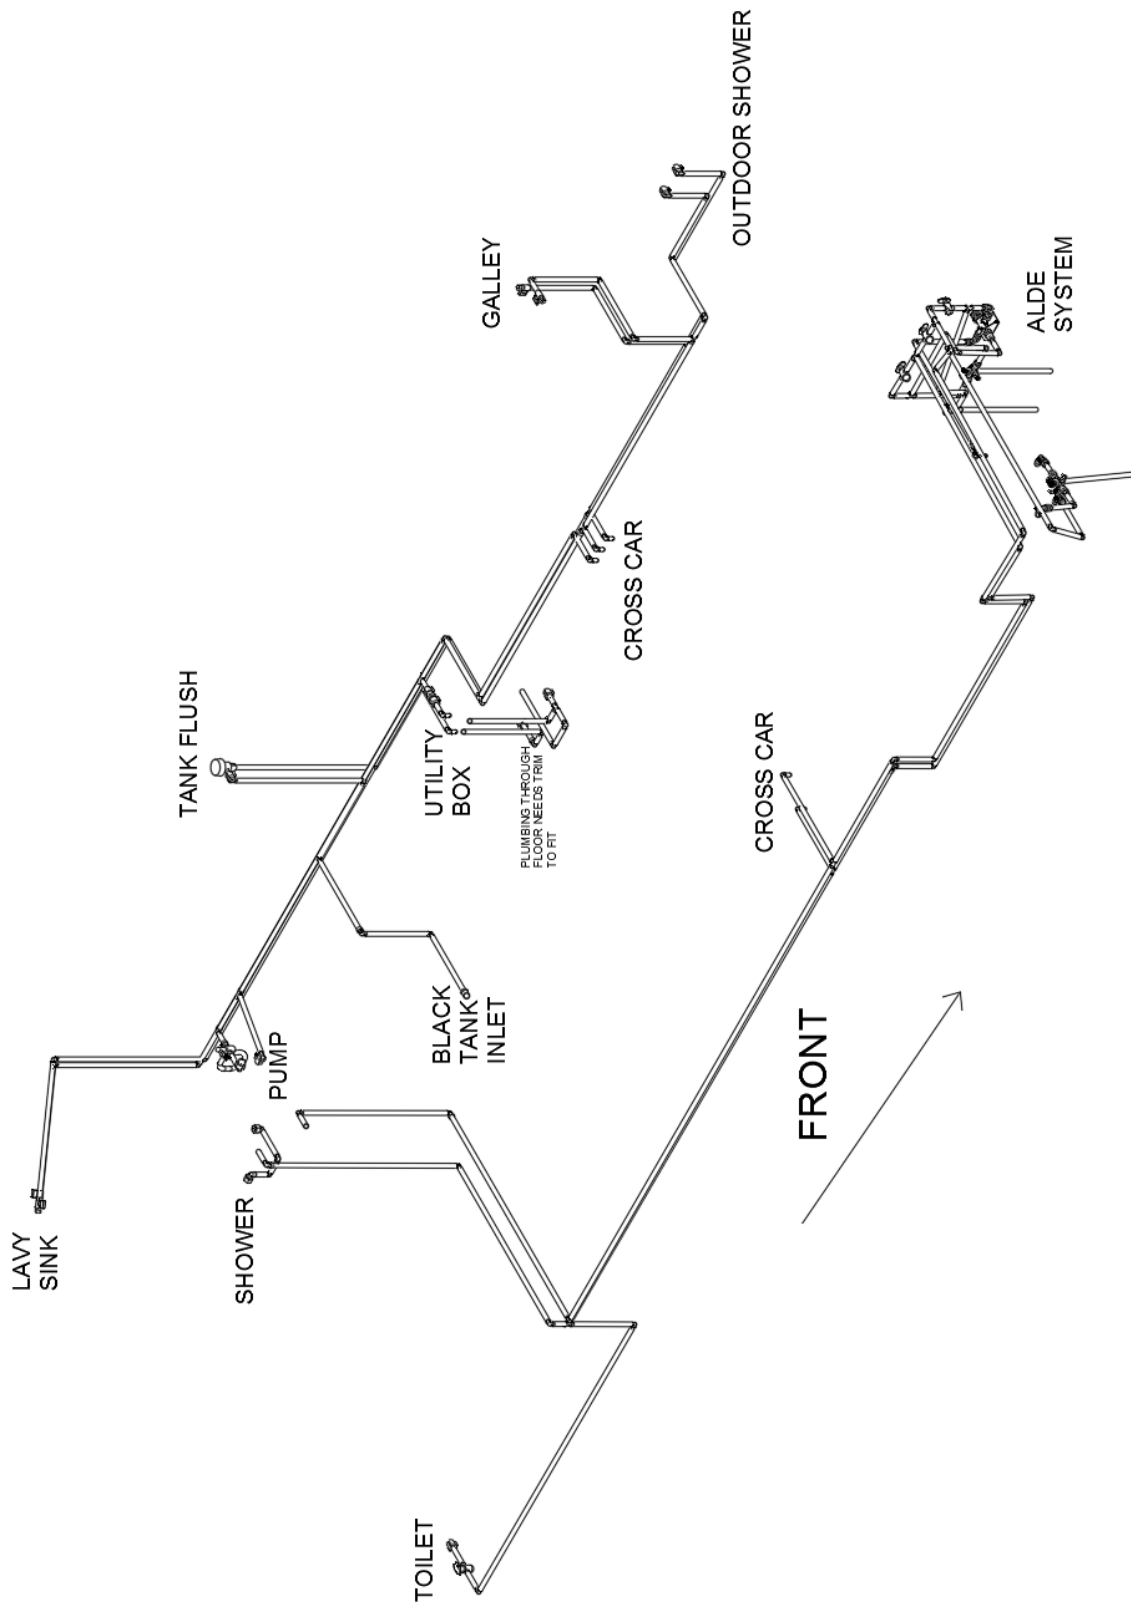 LAVY
SINK
TANK FLUSH
GALLEY
OUTDOOR SHOWER
PUMP
SHOWER
BLACK
TANK
INLET
UTILITY
BOX
PLUMBING THROUGH
FLOOR NEEDS TRIM
TO FIT
CROSS CAR
ALDE
SYSTEM
CROSS CAR
FRONT
TOILET